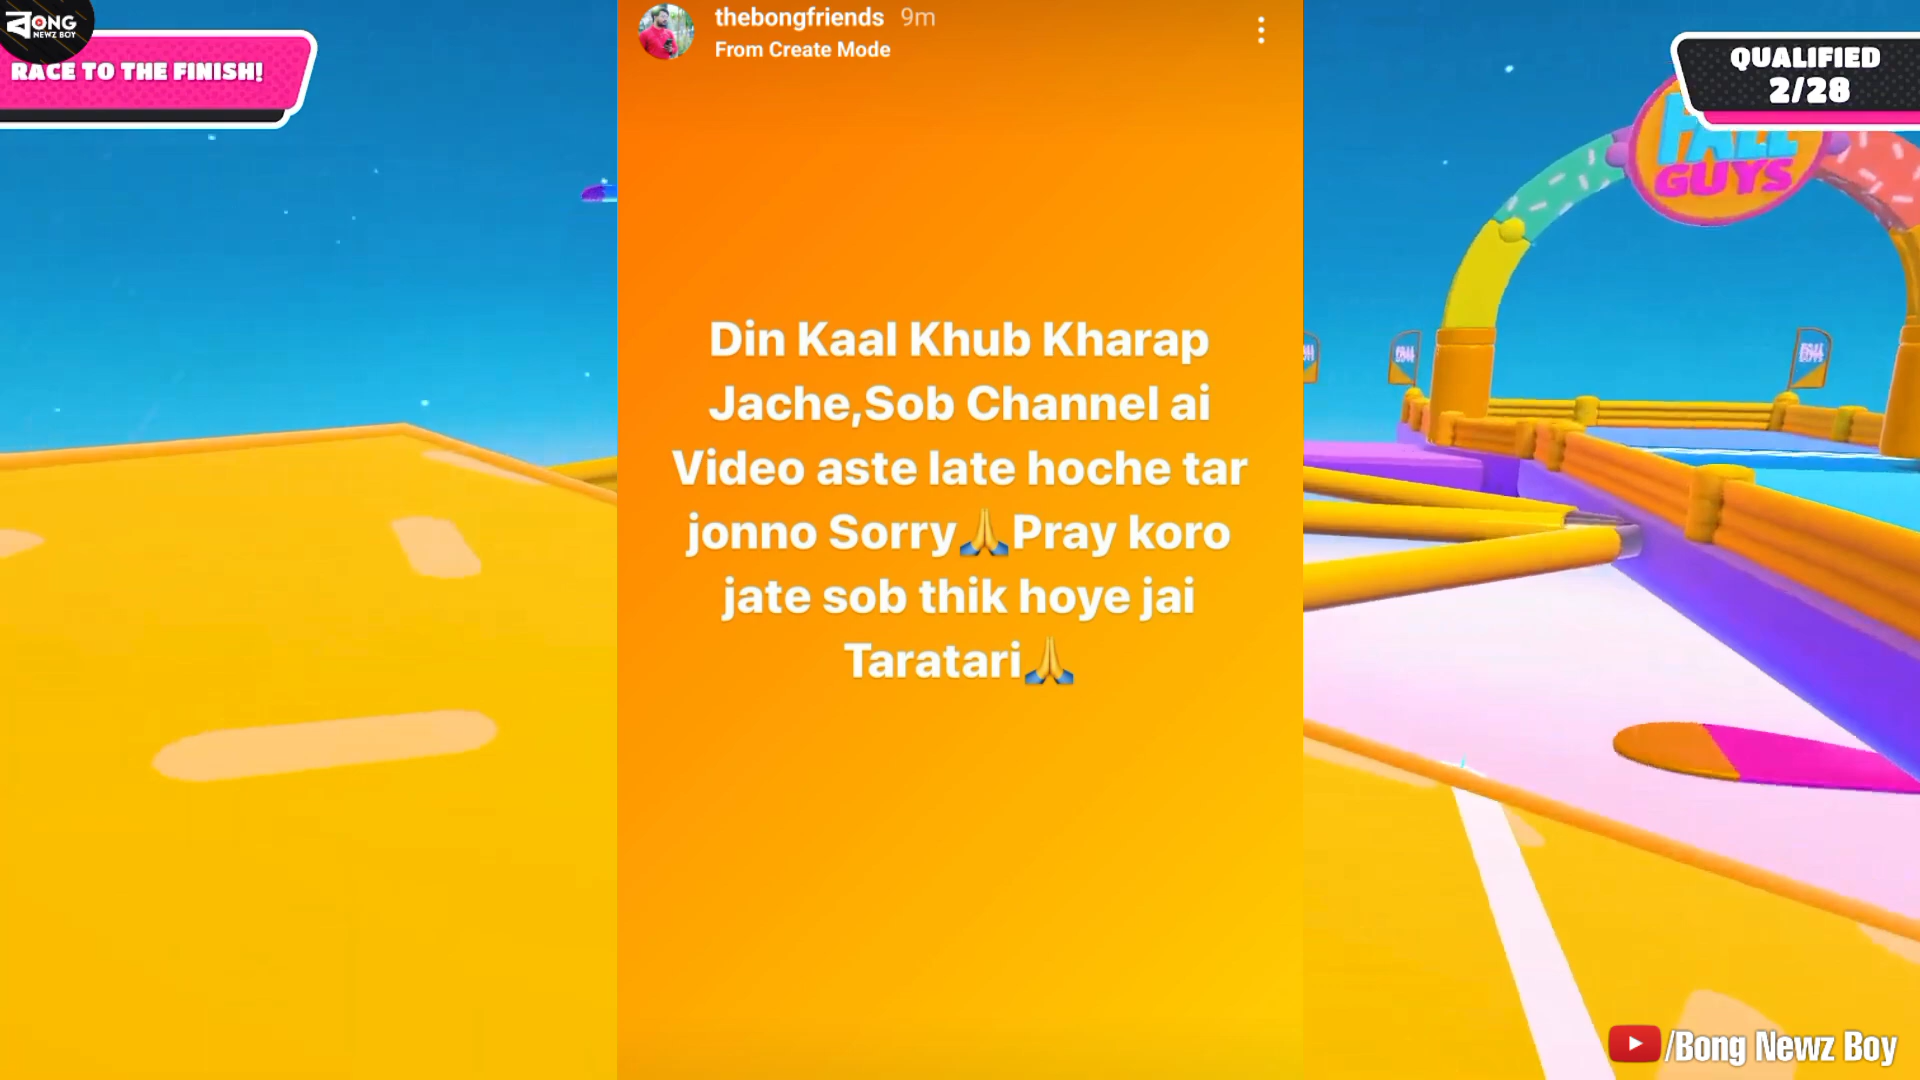 BONG
NEWZ BOY
RACE TO THE FINISH!
thebongfriends 9m
From Create Mode
QUALIFIED
2/28
FALL
GUYS
Din Kaal Khub Kharap
Jache,Sob Channel ai
Video aste late hoche tar
jonno Sorry🙏Pray koro
jate sob thik hoye jai
Taratari🙏
/Bong Newz Boy